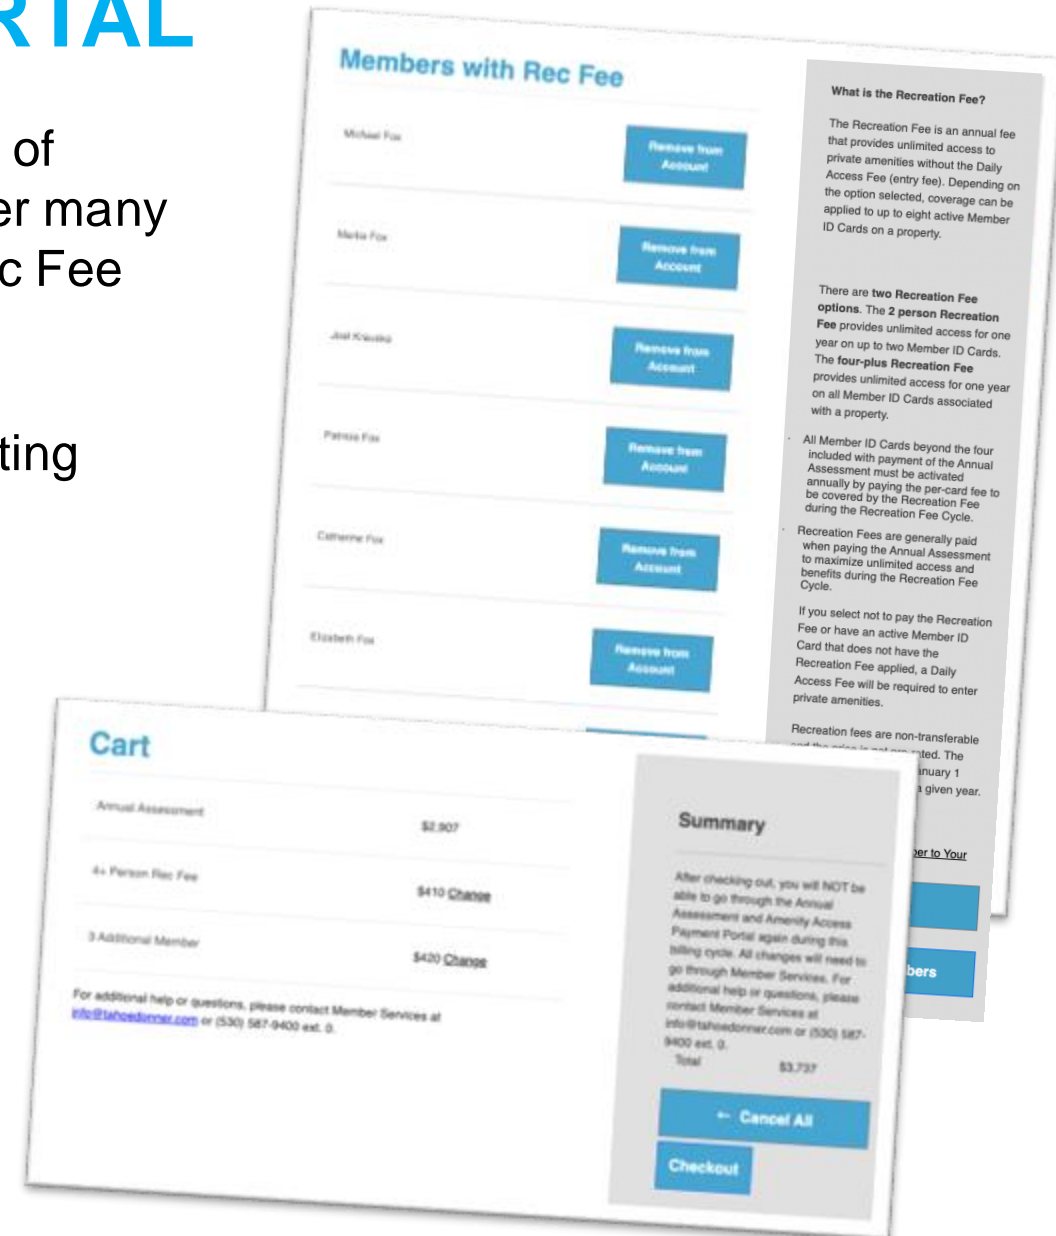 RTAL
of
er many
c Fee
ting
Members with Rec Fee
Michael Fox
Remove from
Account
Marka Fox
Remove from
Account
Joel
Remove from
Account
Patricia Fox
Remove from
Account
Catherine Fox
Remove from
Account
Elizabeth Fox
Remove from
Account
What is the Recreation Fee?
The Recreation Fee is an annual fee
that provides unlimited access to
private amenities without the Daily
Access Fee (entry fee). Depending on
the option selected, coverage can be
applied to up to eight active Member
ID Cards on a property.
There are two Recreation Fee
options. The 2 person Recreation
Fee provides unlimited access for one
year on up to two Member ID Cards.
The four-plus Recreation Fee
provides unlimited access for one year
on all Member ID Cards associated
with a property.
· All Member ID Cards beyond the four
included with payment of the Annual
Assessment must be activated
annually by paying the per-card fee to
be covered by the Recreation Fee
during the Recreation Fee Cycle.
· Recreation Fees are generally paid
when paying the Annual Assessment
to maximize unlimited access and
benefits during the Recreation Fee
Cycle.
If you select not to pay the Recreation
Fee or have an active Member ID
Card that does not have the
Recreation Fee applied, a Daily
Access Fee will be required to enter
private amenities.
Recreation fees are non-transferable
and the price is not pro-rated. The
anuary 1
a given year.
ber to Your
bers
Cart
Annual Assessment $2,907
4+ Person Rec Fee $410 Change
3 Additional Member $420 Change
For additional help or questions, please contact Member Services at
info@tahoedonner.com or (530) 587-9400 ext. 0.
Summary
After checking out, you will NOT be
able to go through the Annual
Assessment and Amenity Access
Payment Portal again during this
billing cycle. All changes will need to
go through Member Services. For
additional help or questions, please
contact Member Services at
info@tahoedonner.com or (530) 587-
9400 ext. 0.
Total $3,737
← Cancel All
Checkout